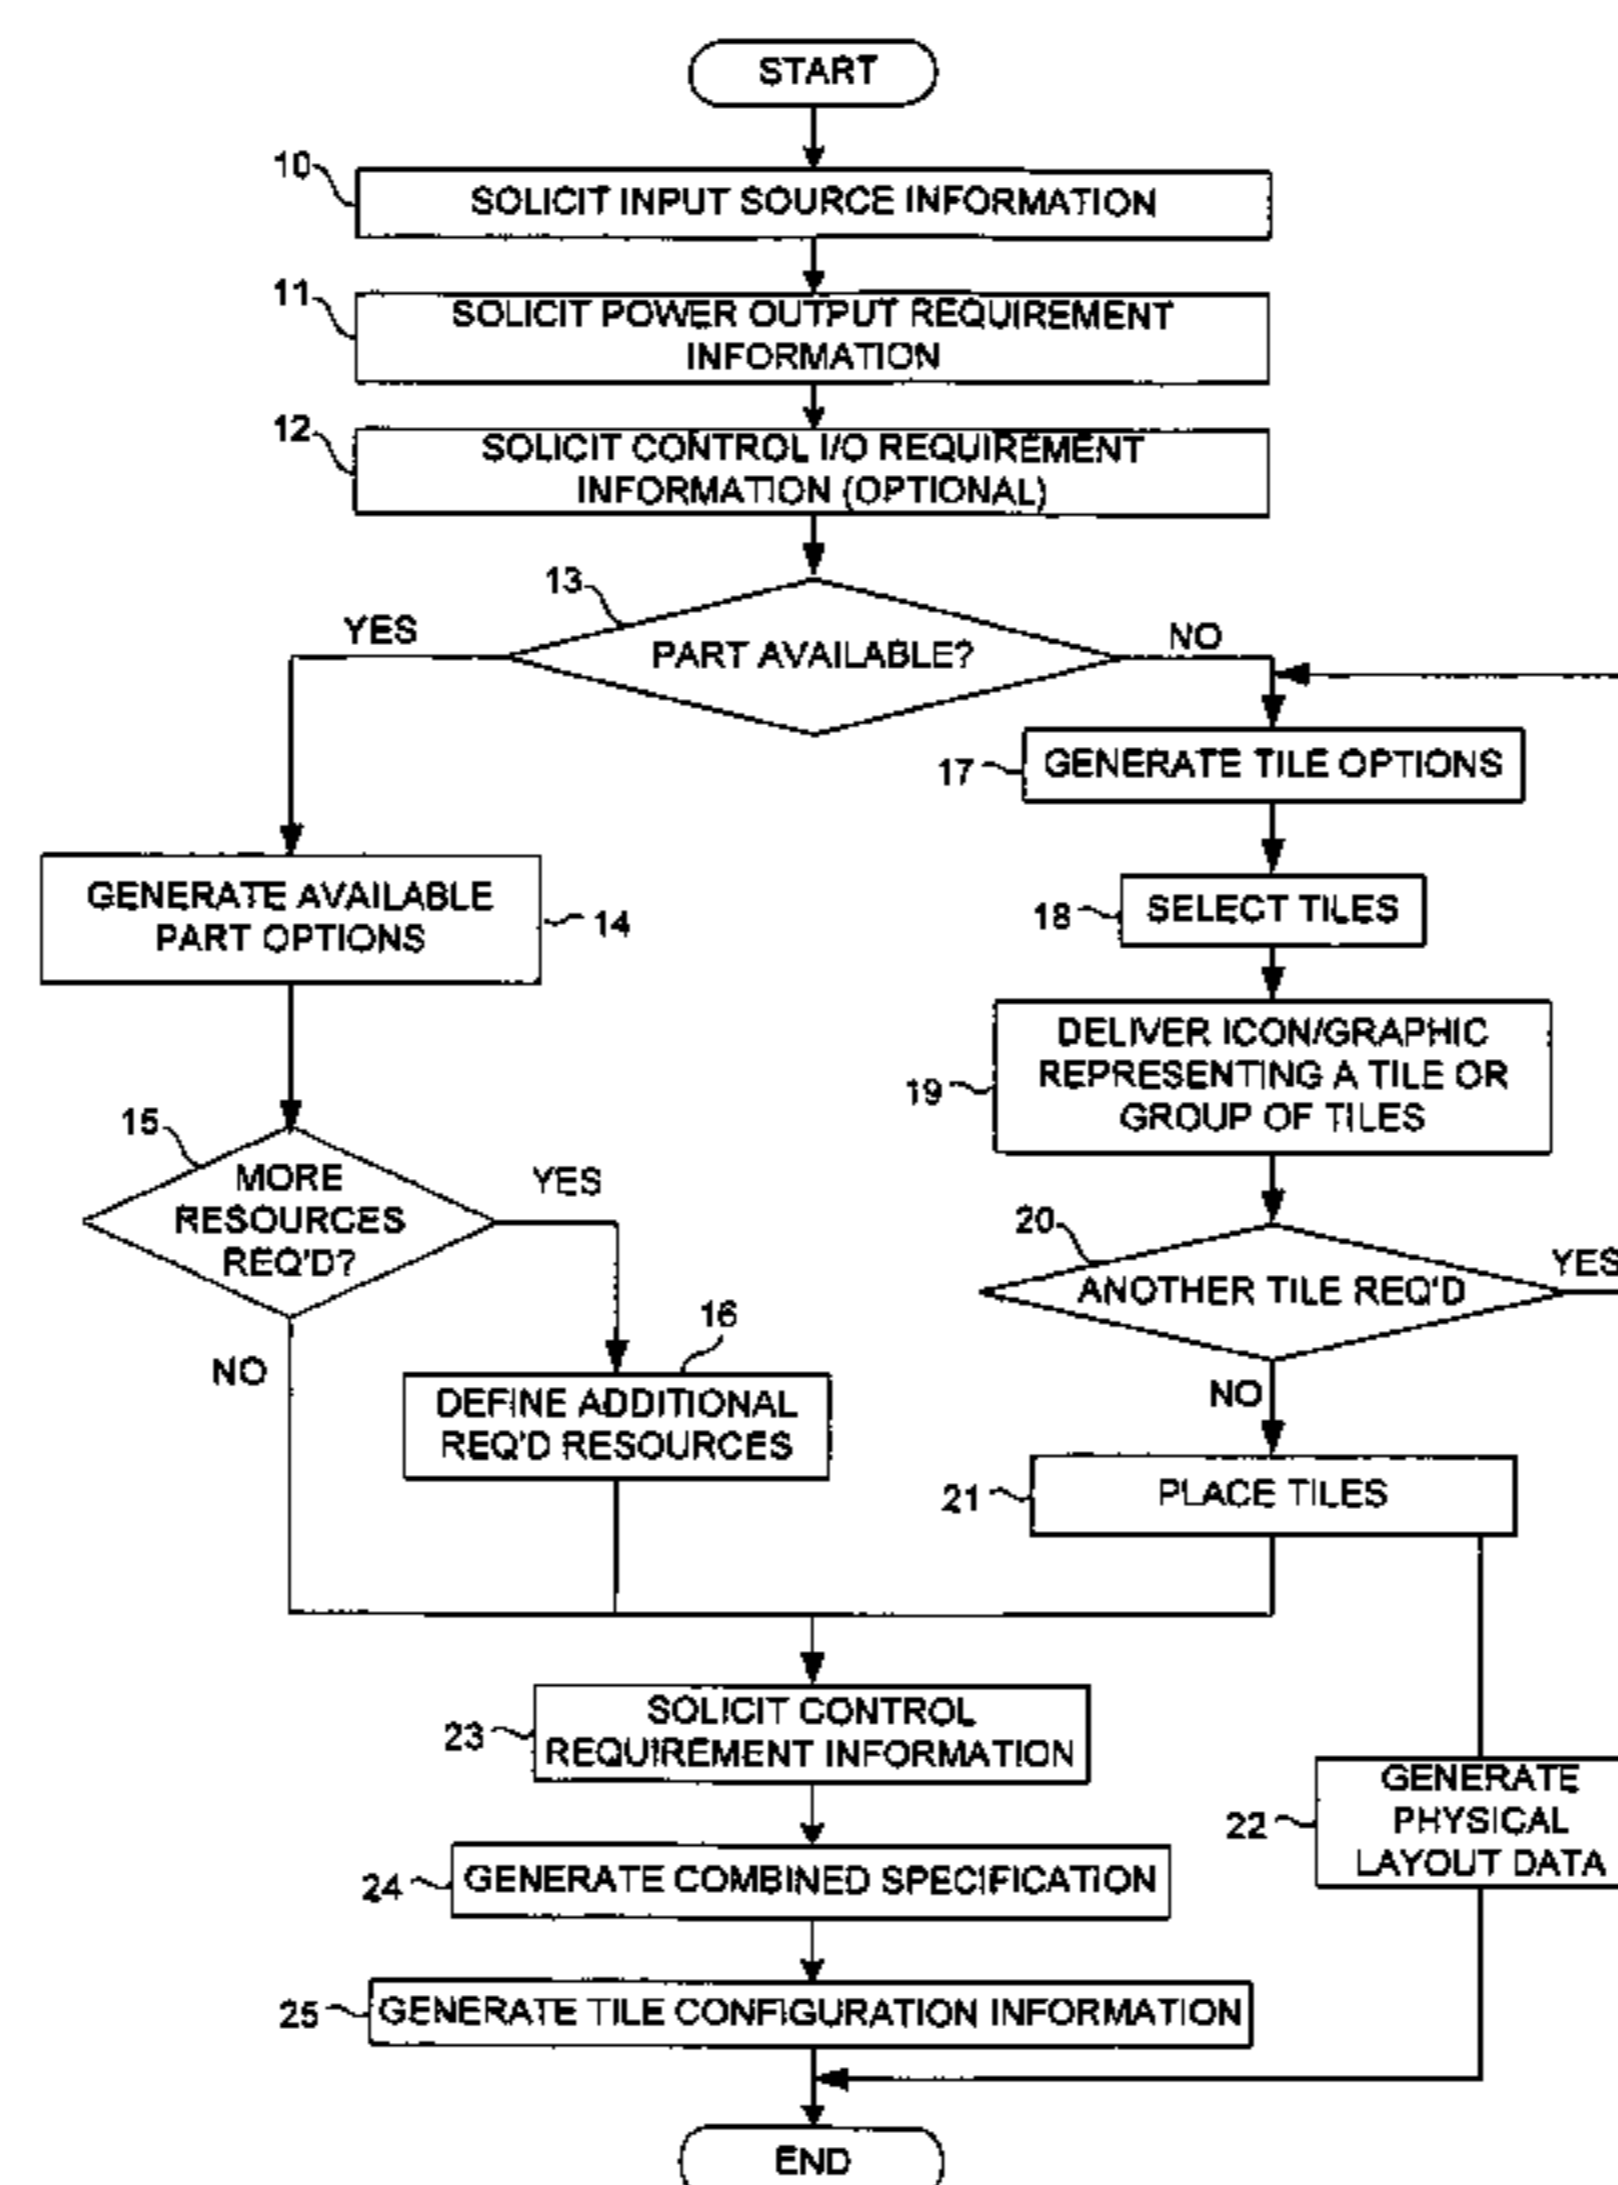 START
10
SOLICIT INPUT SOURCE INFORMATION
11
SOLICIT POWER OUTPUT REQUIREMENT
INFORMATION
12
SOLICIT CONTROL I/O REQUIREMENT
INFORMATION (OPTIONAL)
13
YES
PART AVAILABLE?
NO
17
GENERATE TILE OPTIONS
GENERATE AVAILABLE
PART OPTIONS
14
18
SELECT TILES
19
DELIVER ICON/GRAPHIC
REPRESENTING A TILE OR
GROUP OF TILES
15
MORE
RESOURCES
REQ'D?
YES
NO
20
ANOTHER TILE REQ'D
YES
NO
16
DEFINE ADDITIONAL
REQ'D RESOURCES
21
PLACE TILES
23
SOLICIT CONTROL
REQUIREMENT INFORMATION
22
GENERATE
PHYSICAL
LAYOUT DATA
24
GENERATE COMBINED SPECIFICATION
25
GENERATE TILE CONFIGURATION INFORMATION
END